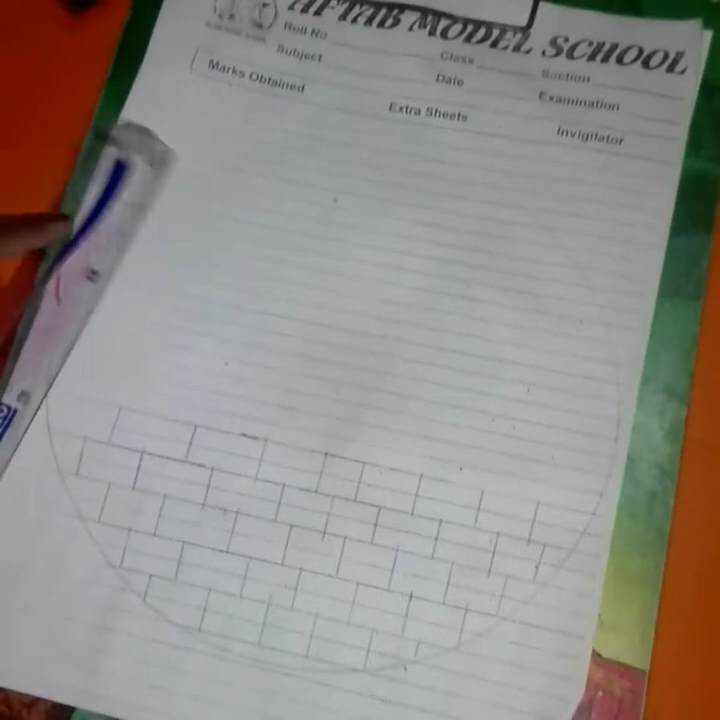 AFTAB MODEL SCHOOL
Roll No Class Section
Subject Date Examination
Marks Obtained Extra Sheets Invigilator